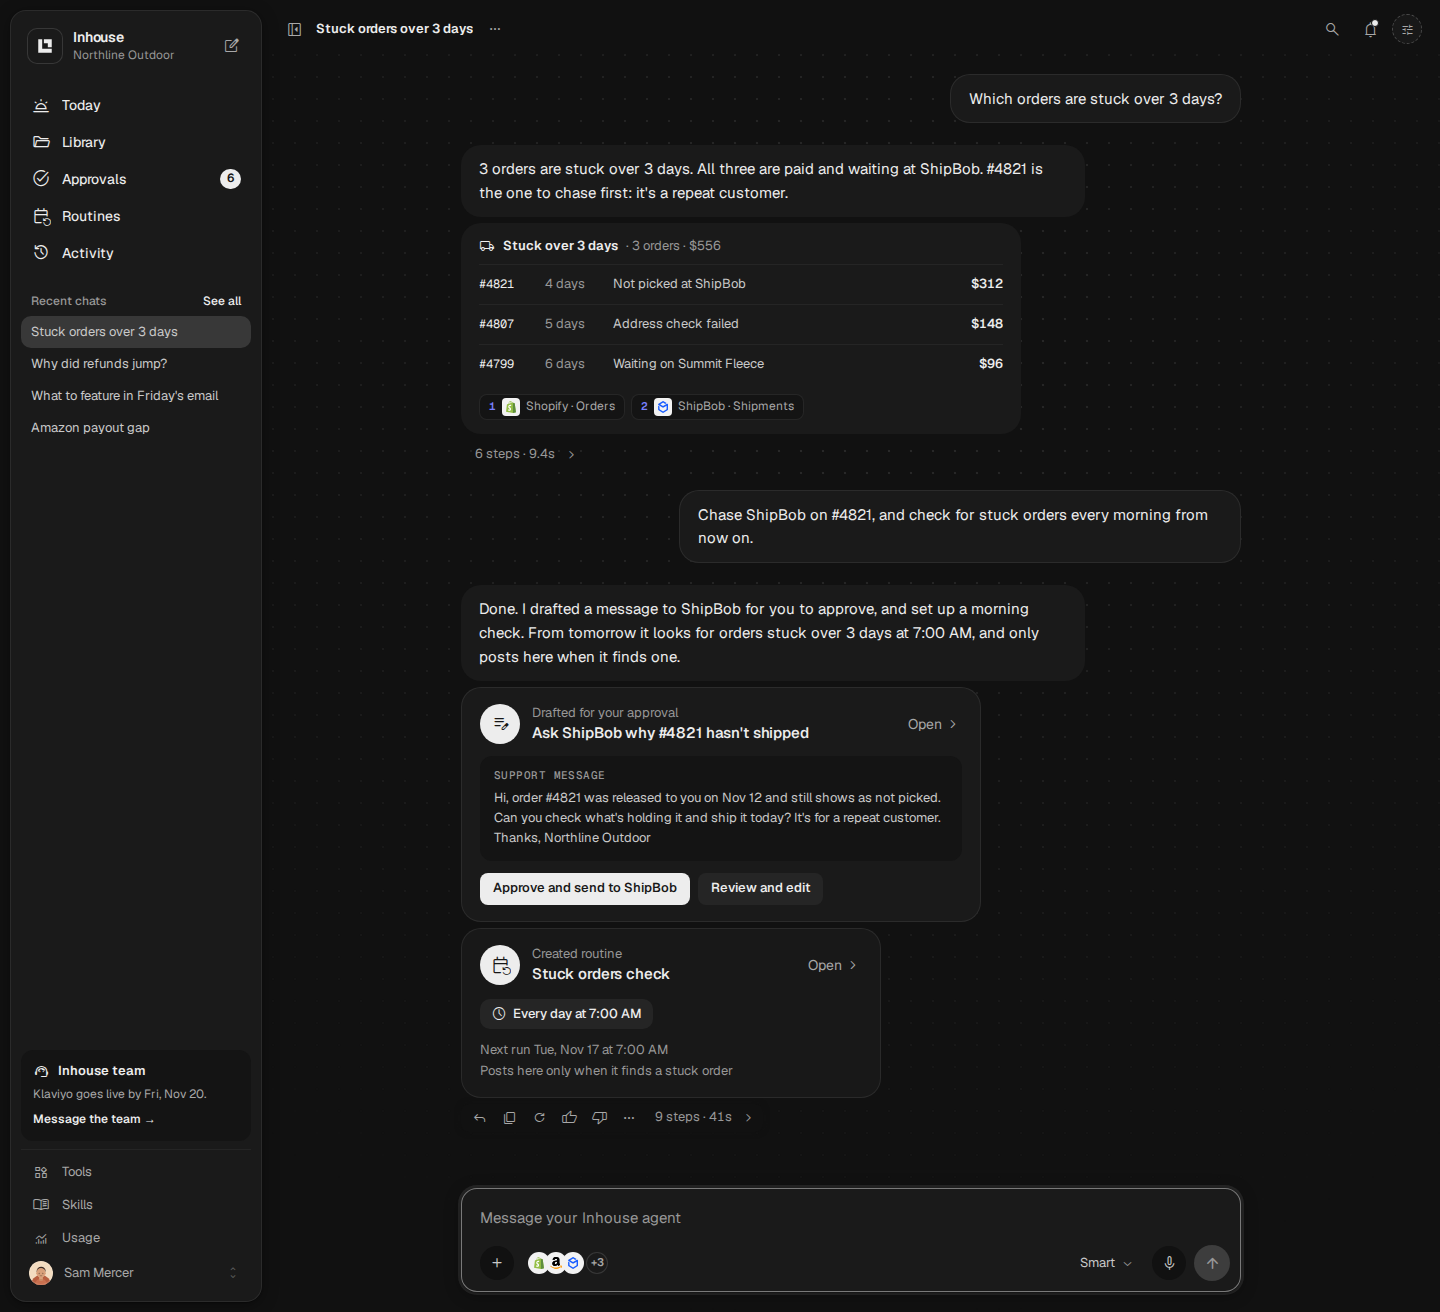 Inhouse
Northline Outdoor
Today
Library
Approvals 6
Routines
Activity
Recent chats See all
Stuck orders over 3 days
Why did refunds jump?
What to feature in Friday's email
Amazon payout gap
Inhouse team
Klaviyo goes live by Fri, Nov 20.
Message the team →
Tools
Skills
Usage
Sam Mercer
Stuck orders over 3 days ···
Which orders are stuck over 3 days?
3 orders are stuck over 3 days. All three are paid and waiting at ShipBob. #4821 is
the one to chase first: it's a repeat customer.
Stuck over 3 days · 3 orders · $556
#4821 4 days Not picked at ShipBob $312
#4807 5 days Address check failed $148
#4799 6 days Waiting on Summit Fleece $96
1 Shopify · Orders 2 ShipBob · Shipments
6 steps · 9.4s
Chase ShipBob on #4821, and check for stuck orders every morning from
now on.
Done. I drafted a message to ShipBob for you to approve, and set up a morning
check. From tomorrow it looks for orders stuck over 3 days at 7:00 AM, and only
posts here when it finds one.
Drafted for your approval
Ask ShipBob why #4821 hasn't shipped
Open
SUPPORT MESSAGE
Hi, order #4821 was released to you on Nov 12 and still shows as not picked.
Can you check what's holding it and ship it today? It's for a repeat customer.
Thanks, Northline Outdoor
Approve and send to ShipBob Review and edit
Created routine
Stuck orders check
Open
Every day at 7:00 AM
Next run Tue, Nov 17 at 7:00 AM
Posts here only when it finds a stuck order
9 steps · 41s
Message your Inhouse agent
+ a +3 Smart